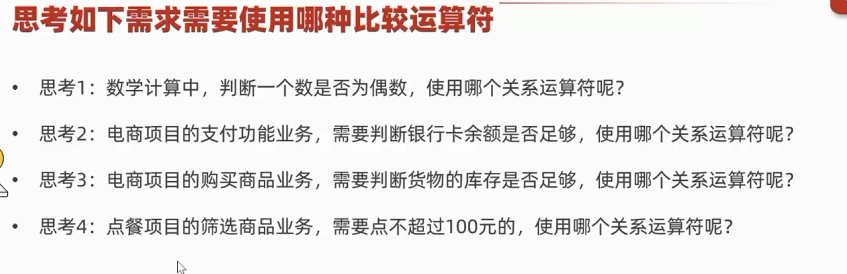 思考如下需求需要使用哪种比较运算符
• 思考1：数学计算中，判断一个数是否为偶数，使用哪个关系运算符呢？
• 思考2：电商项目的支付功能业务，需要判断银行卡余额是否足够，使用哪个关系运算符呢？
• 思考3：电商项目的购买商品业务，需要判断货物的库存是否足够，使用哪个关系运算符呢？
• 思考4：点餐项目的筛选商品业务，需要点不超过100元的，使用哪个关系运算符呢？